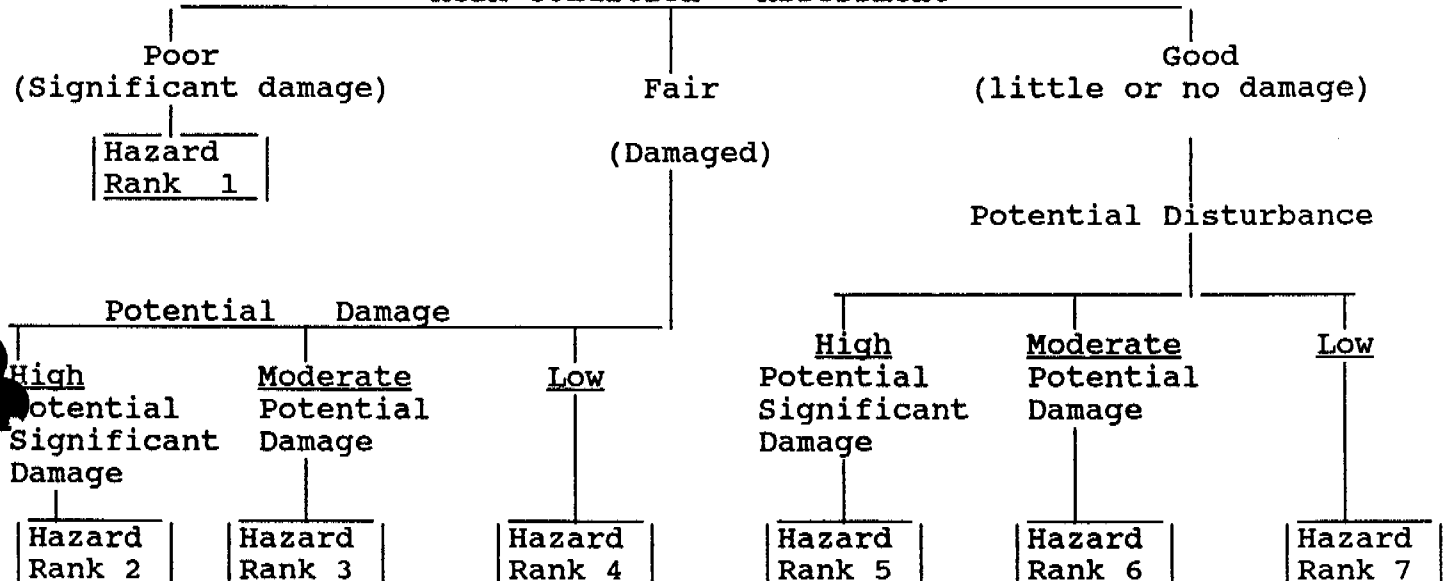 Poor
(Significant damage)
Hazard
Rank 1
Fair
(Damaged)
Good
(little or no damage)
Potential Disturbance
Potential Damage
High
Potential
Significant
Damage
Hazard
Rank 2
Moderate
Potential
Damage
Hazard
Rank 3
Low
Hazard
Rank 4
High
Potential
Significant
Damage
Hazard
Rank 5
Moderate
Potential
Damage
Hazard
Rank 6
Low
Hazard
Rank 7